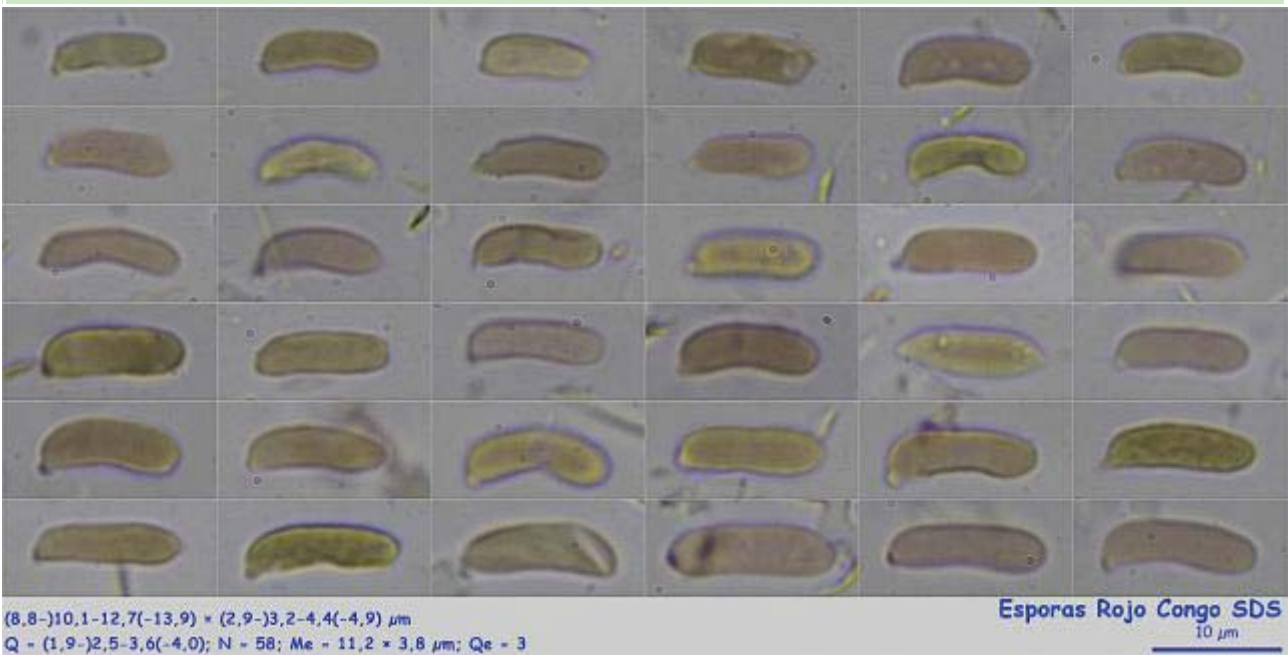 (8,8-)10,1-12,7(-13,9) × (2,9-)3,2-4,4(-4,9) µm
Q = (1,9-)2,5-3,6(-4,0); N = 58; Me = 11,2 × 3,8 µm; Qe = 3
Esporas Rojo Congo SDS
10 µm